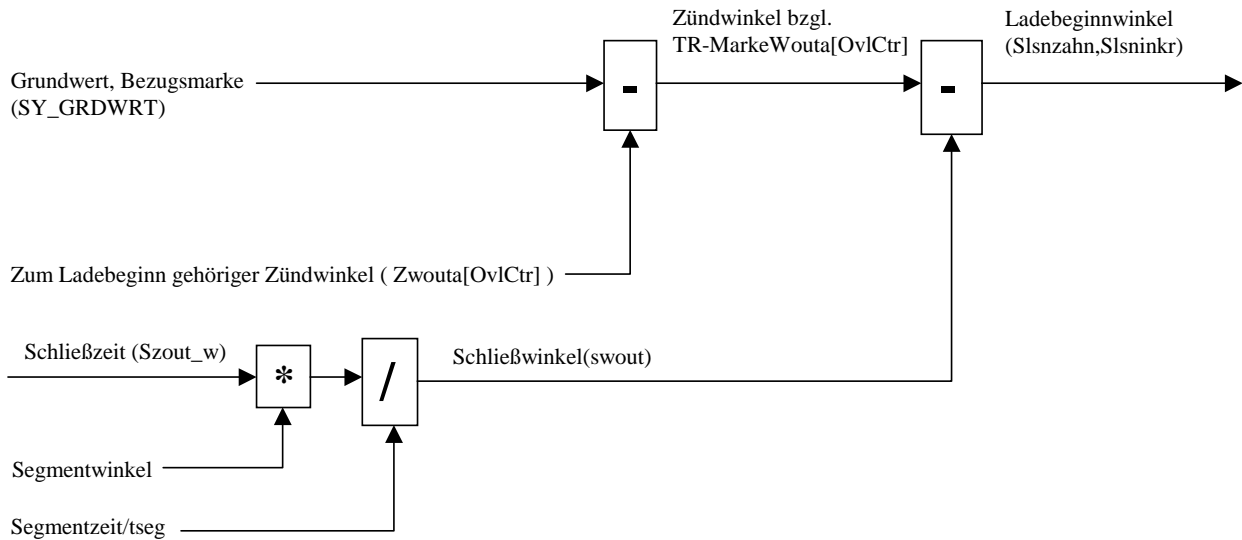 Zündwinkel bzgl.
TR-MarkeWouta[OvlCtr]
Ladebeginnwinkel
(Slsnzahn,Slsninkr)
Grundwert, Bezugsmarke
(SY_GRDWRT)
-
-
Zum Ladebeginn gehöriger Zündwinkel ( Zwouta[OvlCtr] )
Schließzeit (Szout_w)
*
/
Schließwinkel(swout)
Segmentwinkel
Segmentzeit/tseg